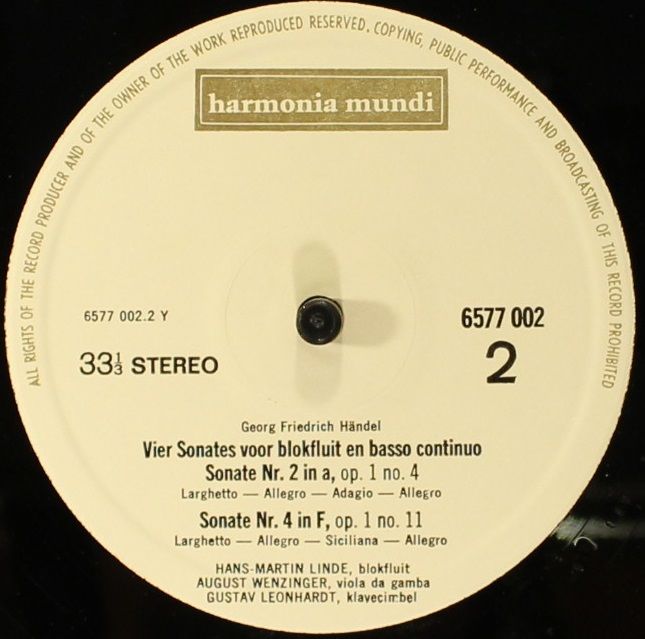 ALL RIGHTS OF THE RECORD PRODUCER AND OF THE OWNER OF THE WORK REPRODUCED RESERVED. COPYING, PUBLIC PERFORMANCE AND BROADCASTING OF THIS RECORD PROHIBITED
harmonia mundi
6577 002.2 Y
6577 002
33⅓ STEREO
2
Georg Friedrich Händel
Vier Sonates voor blokfluit en basso continuo
Sonate Nr. 2 in a, op. 1 no. 4
Larghetto — Allegro — Adagio — Allegro
Sonate Nr. 4 in F, op. 1 no. 11
Larghetto — Allegro — Siciliana — Allegro
HANS-MARTIN LINDE, blokfluit
AUGUST WENZINGER, viola da gamba
GUSTAV LEONHARDT, klavecimbel